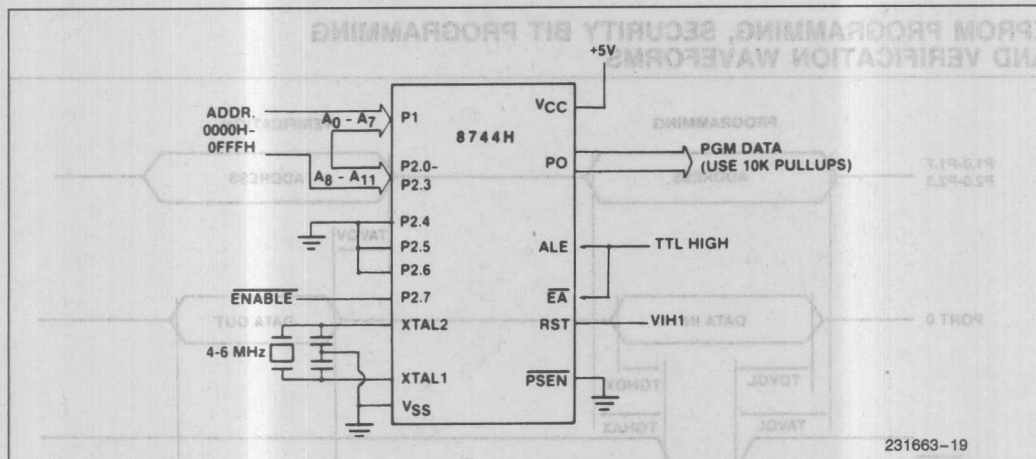 +5V
VCC
8744H
ADDR.
0000H-
0FFFH
A0 - A7
P1
A8 - A11
P2.0-
P2.3
PO
PGM DATA
(USE 10K PULLUPS)
P2.4
P2.5
P2.6
ALE
TTL HIGH
EA
ENABLE
P2.7
XTAL2
RST
VIH1
4-6 MHz
XTAL1
PSEN
VSS
231663-19